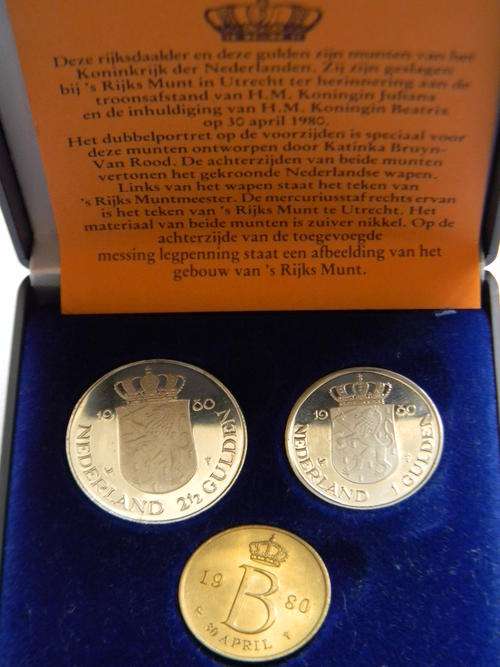 Deze rijksdaalder en deze gulden zijn munten van het
Koninkrijk der Nederlanden. Zij zijn geslagen
bij 's Rijks Munt in Utrecht ter herinnering aan de
troonsafstand van H.M. Koningin Juliana
en de inhuldiging van H.M. Koningin Beatrix
op 30 april 1980.
Het dubbelportret op de voorzijden is speciaal voor
deze munten ontworpen door Katinka Bruyn-
Van Rood. De achterzijden van beide munten
vertonen het gekroonde Nederlandse wapen.
Links van het wapen staat het teken van
's Rijks Muntmeester. De mercuriusstaf rechts ervan
is het teken van 's Rijks Munt te Utrecht. Het
materiaal van beide munten is zuiver nikkel. Op de
achterzijde van de toegevoegde
messing legpenning staat een afbeelding van het
gebouw van 's Rijks Munt.
1980
NEDERLAND 2½ GULDEN
1980
NEDERLAND 1 GULDEN
19 B 80
30 APRIL